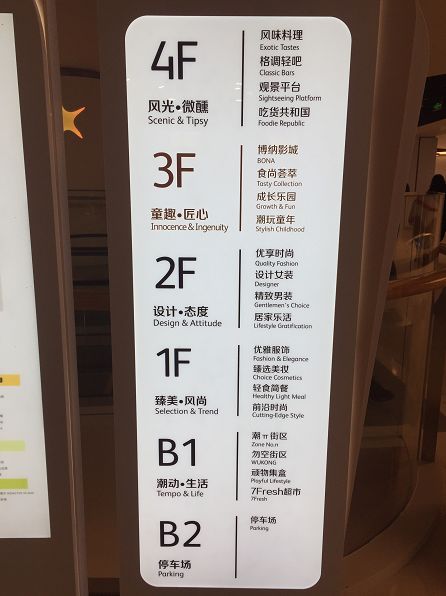 4F
风光•微醺
Scenic & Tipsy
风味料理
Exotic Tastes
格调轻吧
Classic Bars
观景平台
Sightseeing Platform
吃货共和国
Foodie Republic
3F
童趣•匠心
Innocence & Ingenuity
博纳影城
BONA
食尚荟萃
Tasty Collection
成长乐园
Growth & Fun
潮玩童年
Stylish Childhood
2F
设计•态度
Design & Attitude
优享时尚
Quality Fashion
设计女装
Designer
精致男装
Gentlemen's Choice
居家乐活
Lifestyle Gratification
1F
臻美•风尚
Selection & Trend
优雅服饰
Fashion & Elegance
臻选美妆
Choice Cosmetics
轻食简餐
Healthy Light Meal
前沿时尚
Cutting-Edge Style
B1
潮动•生活
Tempo & Life
潮π街区
Zone No.π
勿空街区
WUKONG
顽物集盒
Playful Lifestyle
7Fresh超市
7Fresh
B2
停车场
Parking
停车场
Parking